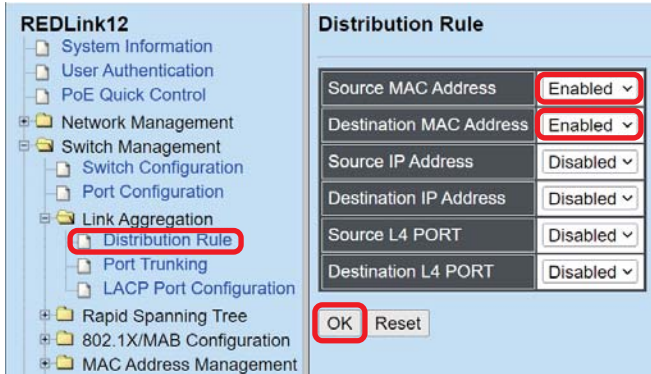 REDLink12
System Information
User Authentication
PoE Quick Control
Network Management
Switch Management
Switch Configuration
Port Configuration
Link Aggregation
Distribution Rule
Port Trunking
LACP Port Configuration
Rapid Spanning Tree
802.1X/MAB Configuration
MAC Address Management
Distribution Rule
Source MAC Address Enabled
Destination MAC Address Enabled
Source IP Address Disabled
Destination IP Address Disabled
Source L4 PORT Disabled
Destination L4 PORT Disabled
OK Reset